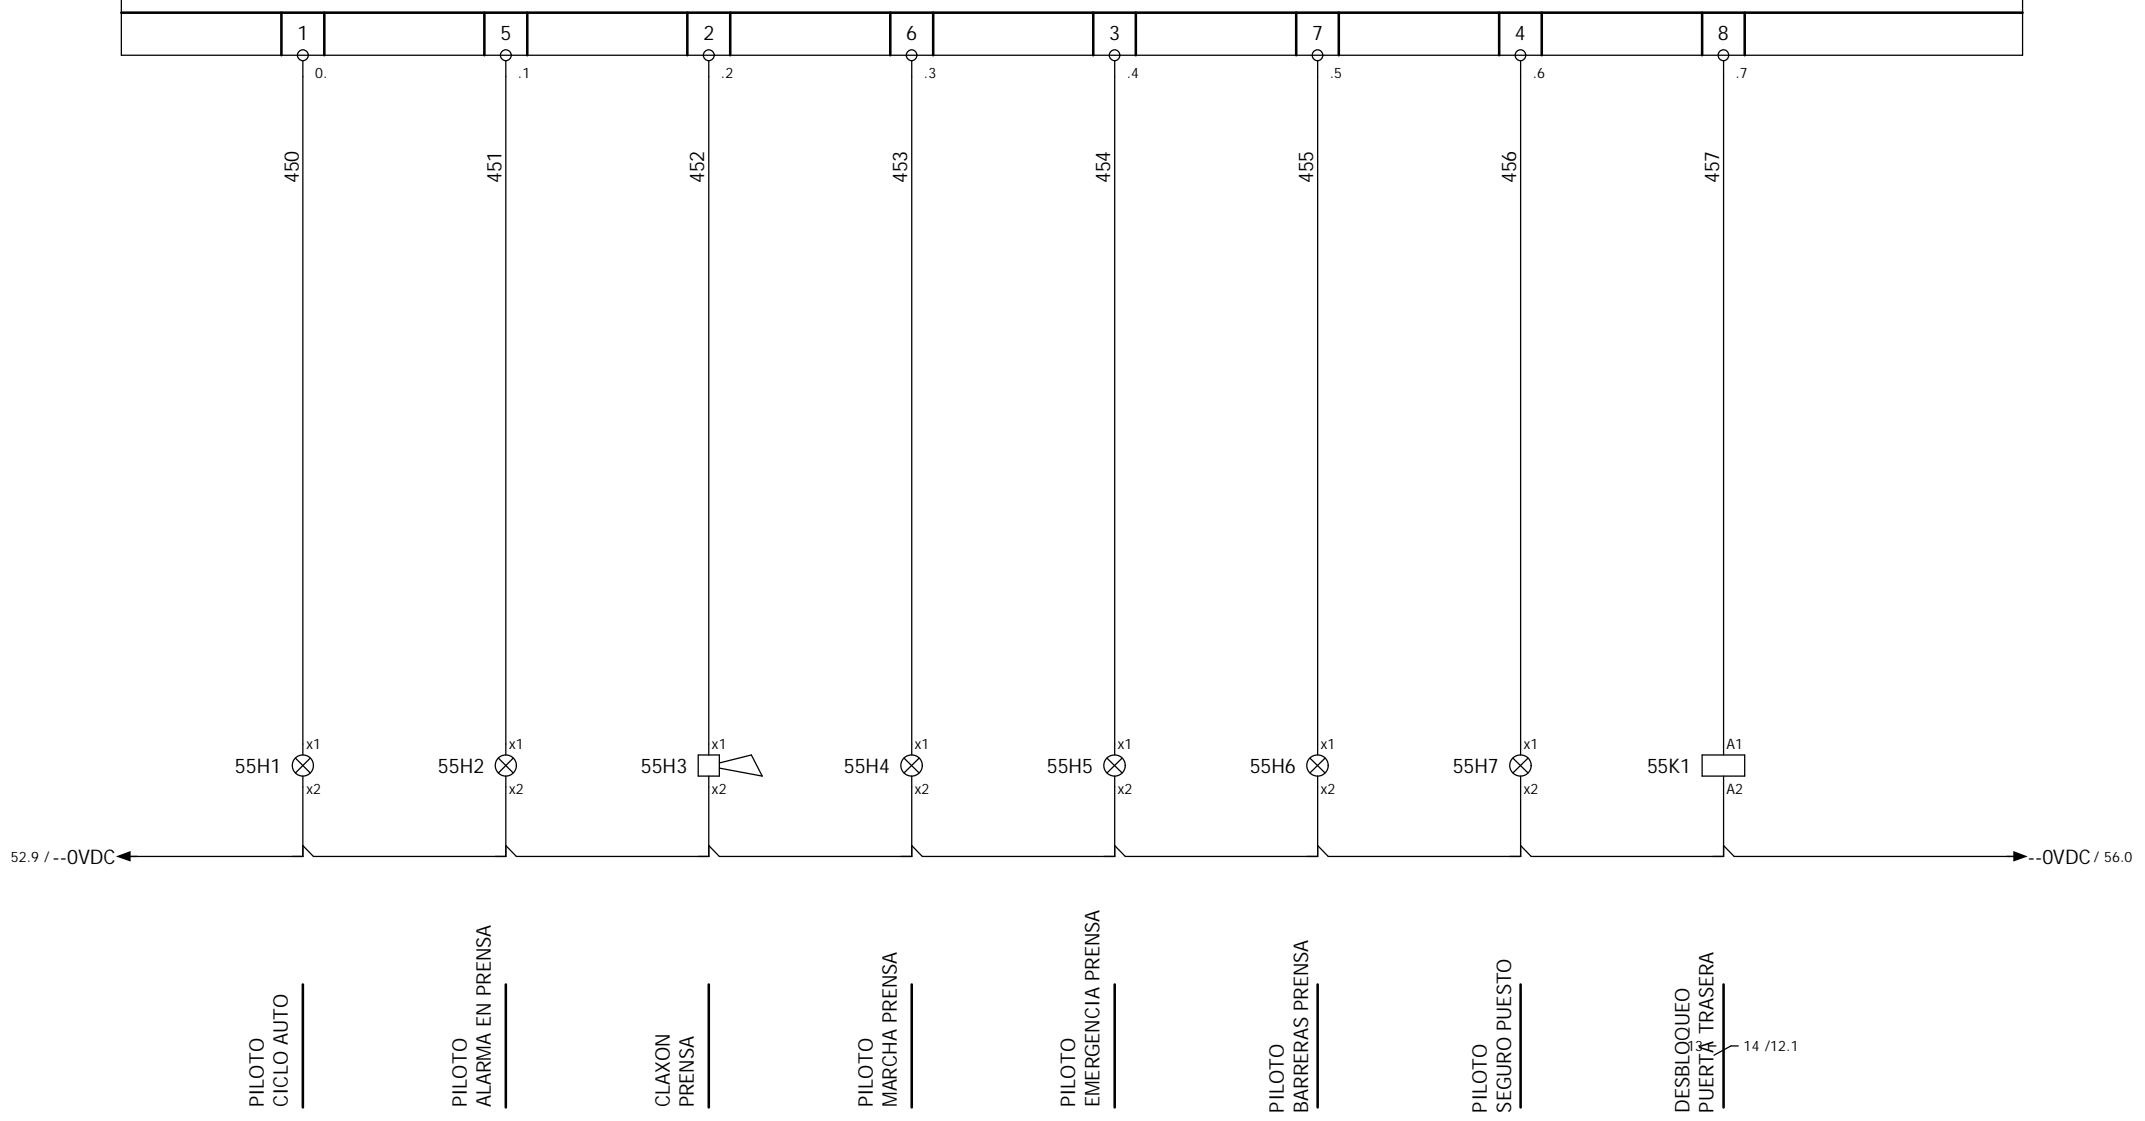 1 5 2 6 3 7 4 8
0. .1 .2 .3 .4 .5 .6 .7
450 451 452 453 454 455 456 457
x1 x1 x1 x1 x1 x1 x1 A1
55H1 55H2 55H3 55H4 55H5 55H6 55H7 55K1
x2 x2 x2 x2 x2 x2 x2 A2
52.9 / --0VDC --0VDC / 56.0
PILOTO
CICLO AUTO
PILOTO
ALARMA EN PRENSA
CLAXON
PRENSA
PILOTO
MARCHA PRENSA
PILOTO
EMERGENCIA PRENSA
PILOTO
BARRERAS PRENSA
PILOTO
SEGURO PUESTO
DESBLOQUEO
PUERTA TRASERA
13 14 /12.1